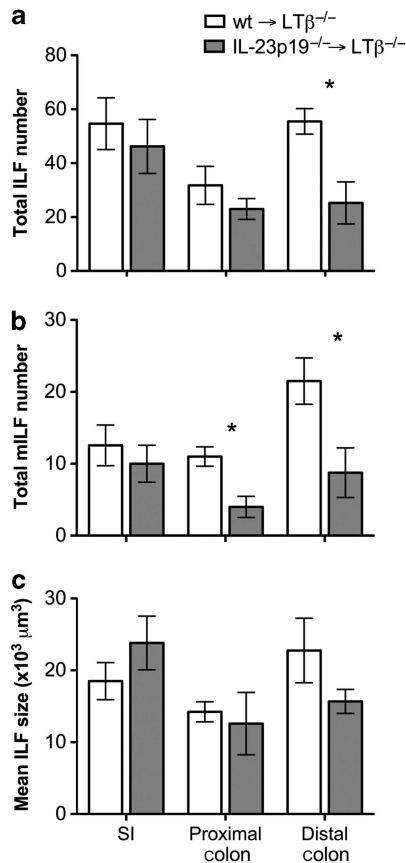 a
wt → LTβ−/−
IL-23p19−/−→ LTβ−/−
*
Total ILF number
80
60
40
20
0
b
*
*
Total mILF number
30
20
10
0
c
Mean ILF size (x10³ μm³)
30
20
10
0
SI
Proximal colon
Distal colon